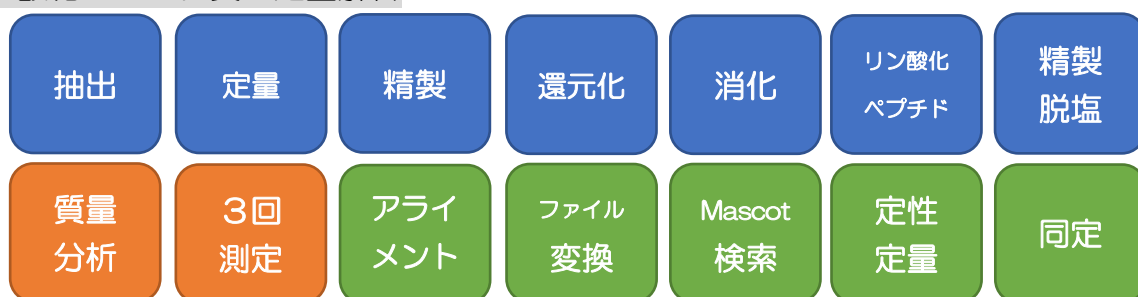 抽出
定量
精製
還元化
消化
リン酸化
ペプチド
精製
脱塩
質量
分析
３回
測定
アライ
メント
ファイル
変換
Mascot
検索
定性
定量
同定